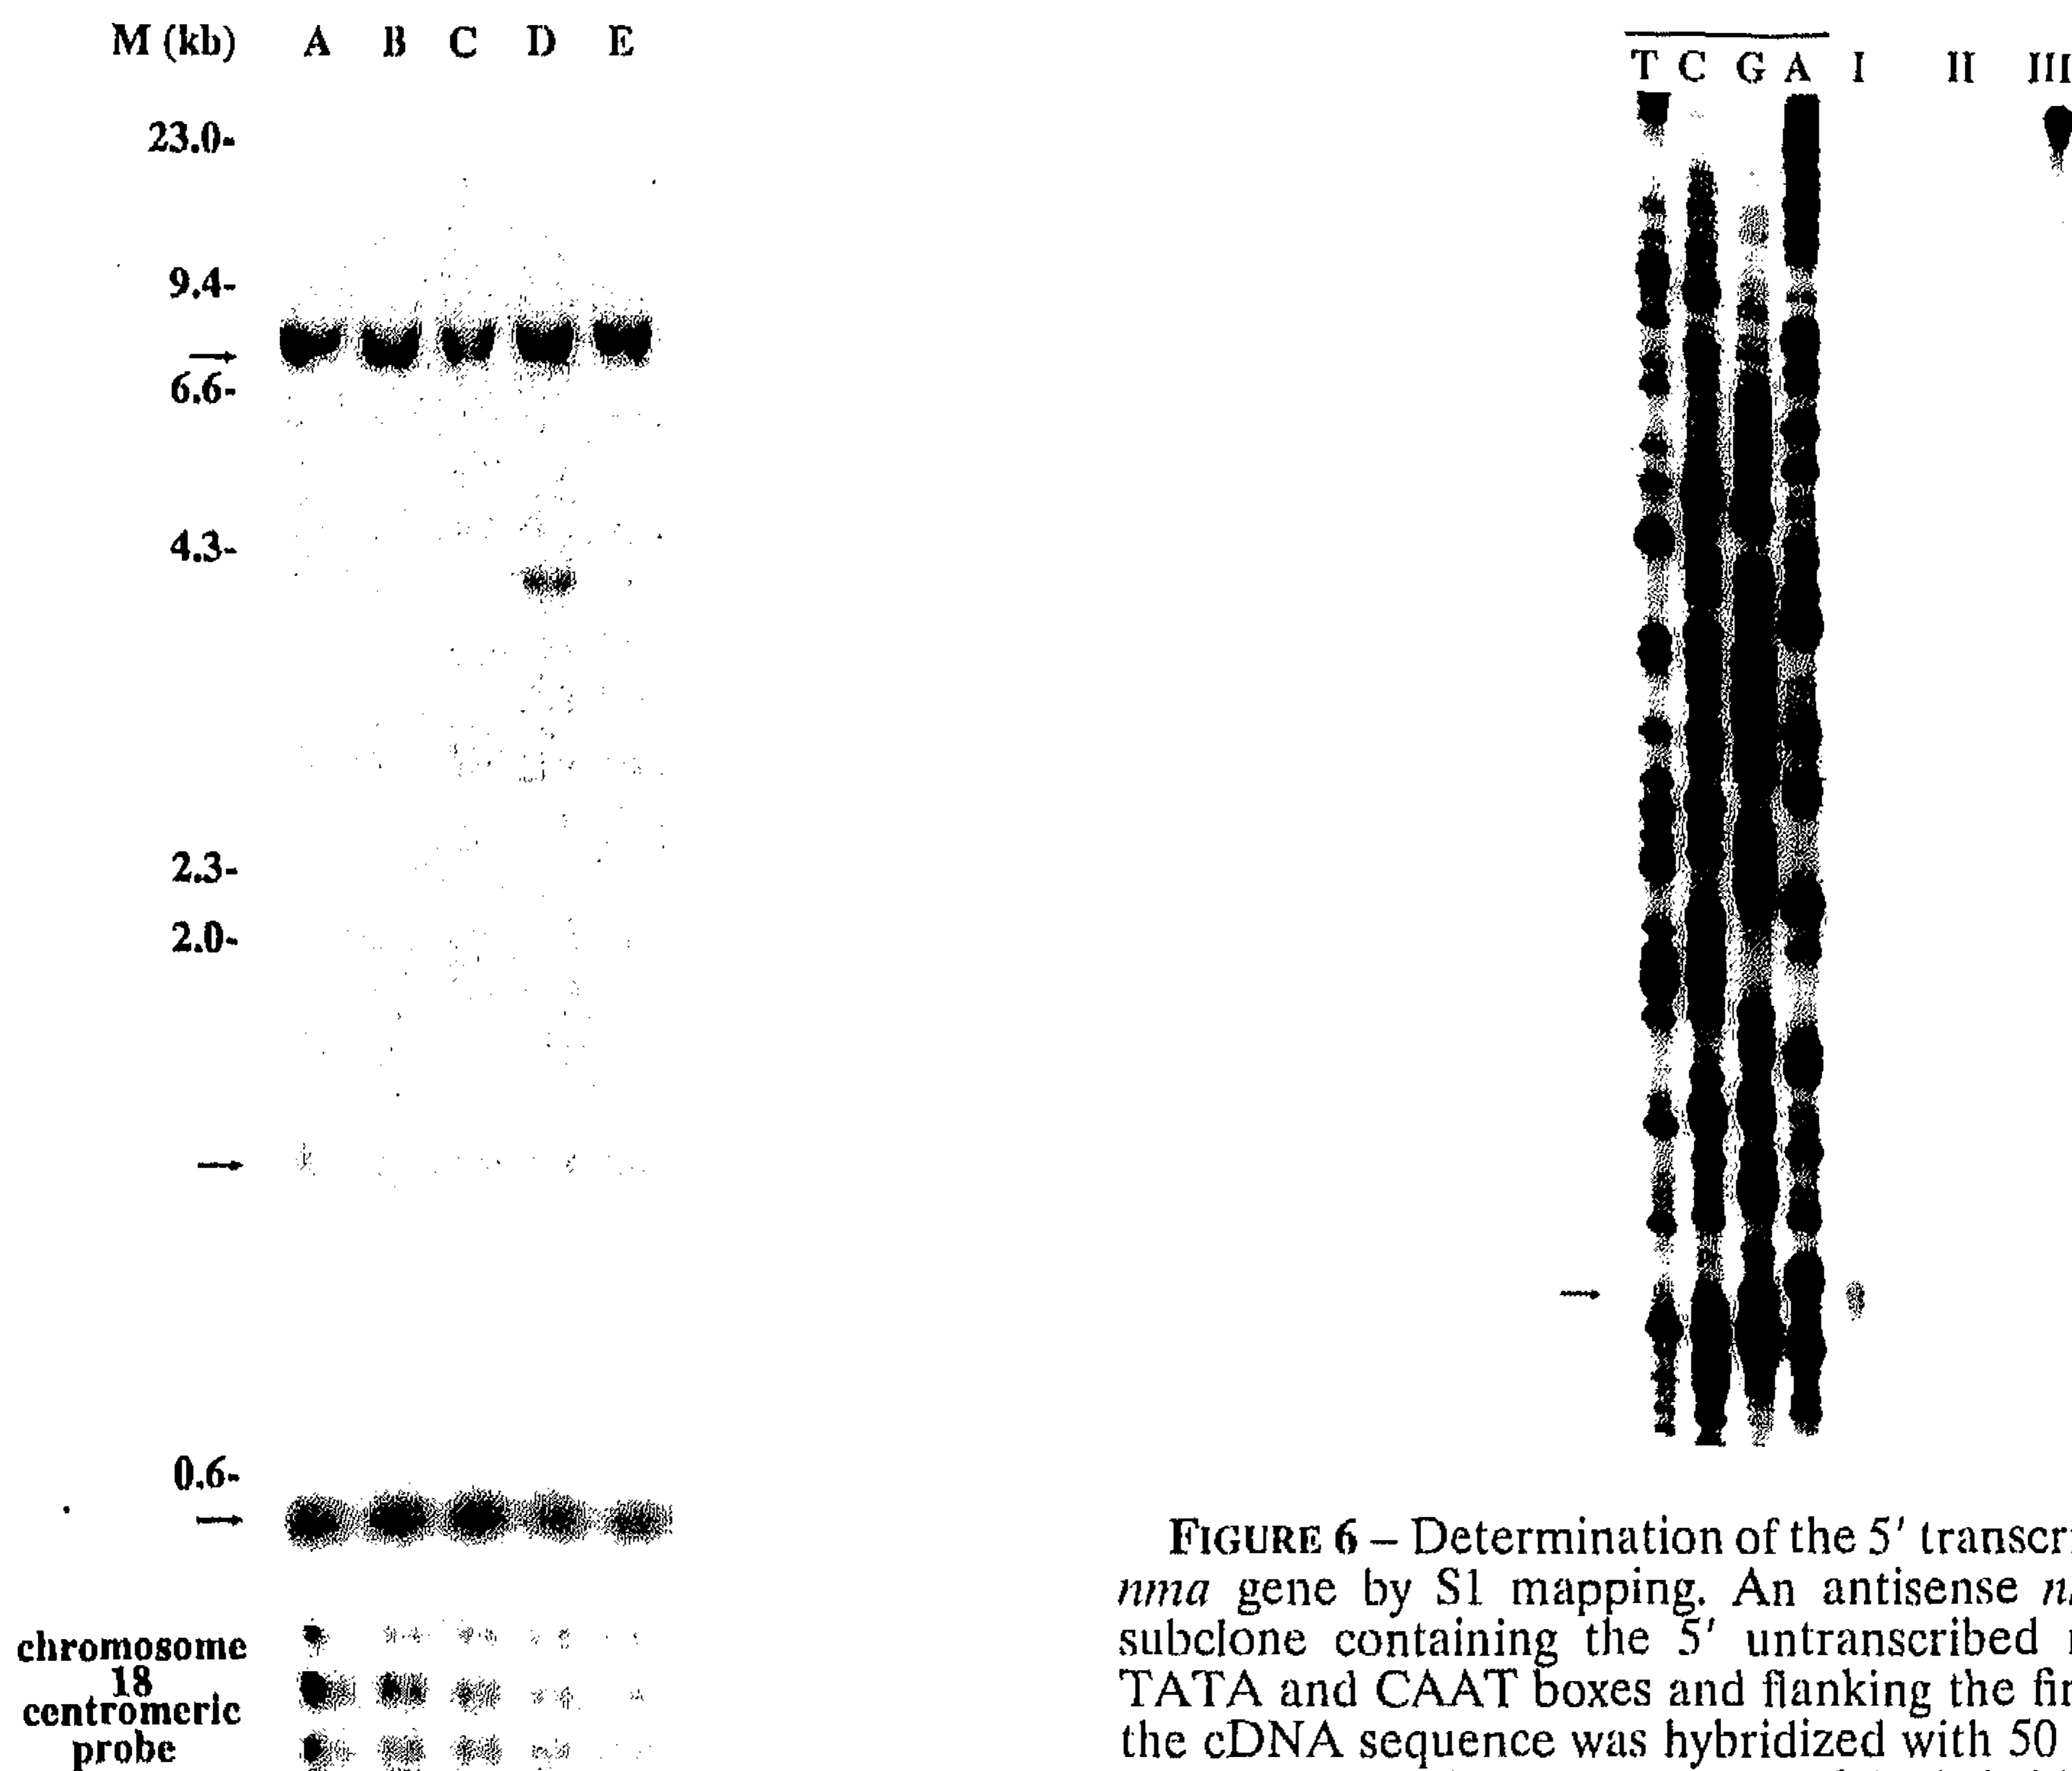 M (kb) A B C D E
23.0-
9.4-
6.6-
4.3-
2.3-
2.0-
0.6-
chromosome
18
centromeric
probe
T C G A I II III
FIGURE 6 – Determination of the 5′
nma gene by S1 mapping. An antisense
subclone containing the 5′ untranscribed
TATA and CAAT boxes and flanking the
the cDNA sequence was hybridized with 50